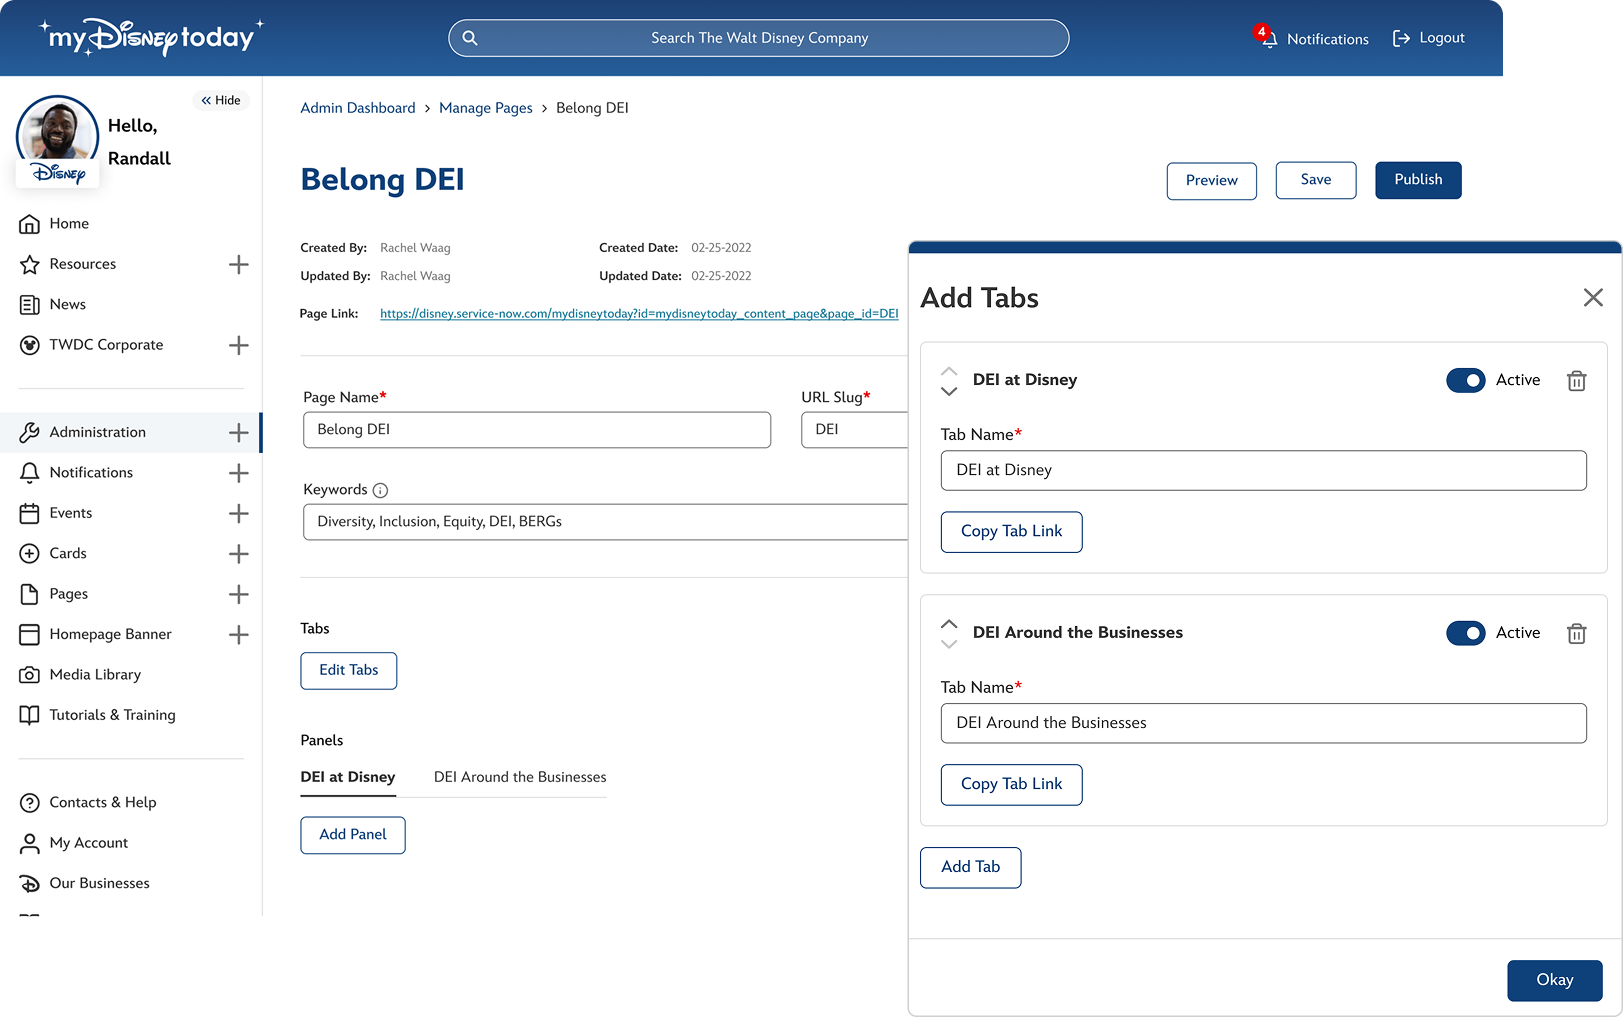 my Disney today
Search The Walt Disney Company
4
Notifications
Logout
Hide
Hello,
Randall
Disney
Home
Resources
News
TWDC Corporate
Administration
Notifications
Events
Cards
Pages
Homepage Banner
Media Library
Tutorials & Training
Contacts & Help
My Account
Our Businesses
Admin Dashboard > Manage Pages > Belong DEI
Belong DEI
Preview
Save
Publish
Created By: Rachel Waag
Created Date: 02-25-2022
Updated By: Rachel Waag
Updated Date: 02-25-2022
Page Link: https://disney.service-now.com/mydisneytoday?id=mydisneytoday_content_page&page_id=DEI
Page Name*
Belong DEI
URL Slug*
DEI
Keywords
Diversity, Inclusion, Equity, DEI, BERGs
Tabs
Edit Tabs
Panels
DEI at Disney
DEI Around the Businesses
Add Panel
Add Tabs
DEI at Disney
Active
Tab Name*
DEI at Disney
Copy Tab Link
DEI Around the Businesses
Active
Tab Name*
DEI Around the Businesses
Copy Tab Link
Add Tab
Okay